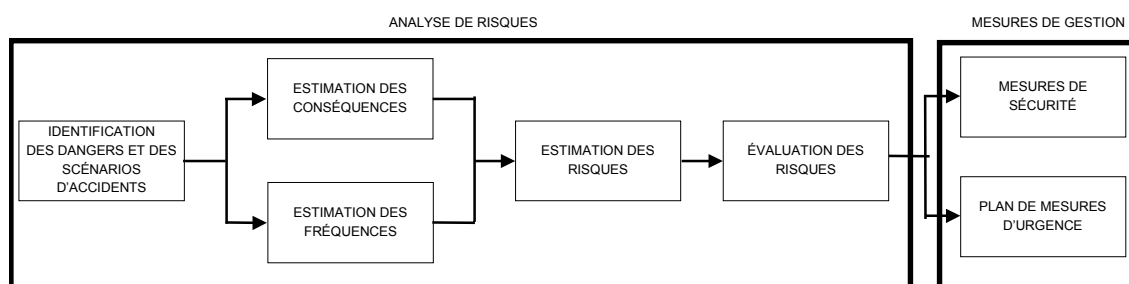 ANALYSE DE RISQUES
MESURES DE GESTION
IDENTIFICATION
DES DANGERS ET DES
SCÉNARIOS
D'ACCIDENTS
ESTIMATION DES
CONSÉQUENCES
ESTIMATION DES
FRÉQUENCES
ESTIMATION DES
RISQUES
ÉVALUATION DES
RISQUES
MESURES DE
SÉCURITÉ
PLAN DE MESURES
D'URGENCE